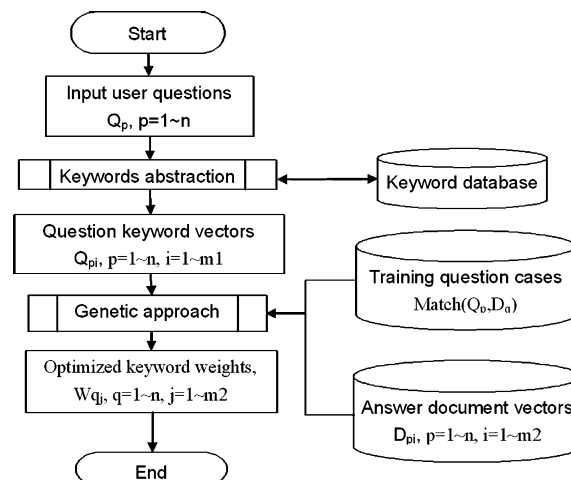 Start
Input user questions
Qp, p=1~n
Keywords abstraction
Keyword database
Question keyword vectors
Qpi, p=1~n, i=1~m1
Training question cases
Match(Qp,Dq)
Genetic approach
Optimized keyword weights,
Wqj, q=1~n, j=1~m2
Answer document vectors
Dpi, p=1~n, i=1~m2
End